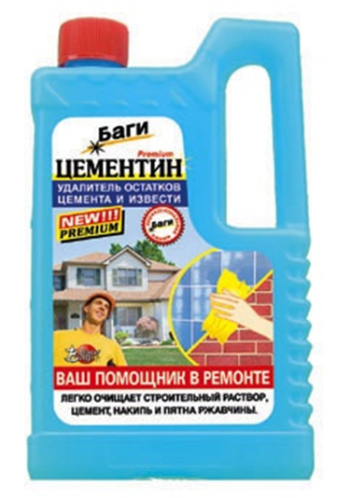 Баги
Premium
ЦЕМЕНТИН
УДАЛИТЕЛЬ ОСТАТКОВ
ЦЕМЕНТА И ИЗВЕСТИ
NEW!!!
PREMIUM
Баги
ВАШ ПОМОЩНИК В РЕМОНТЕ
ЛЕГКО ОЧИЩАЕТ СТРОИТЕЛЬНЫЙ РАСТВОР,
ЦЕМЕНТ, НАКИПЬ И ПЯТНА РЖАВЧИНЫ.